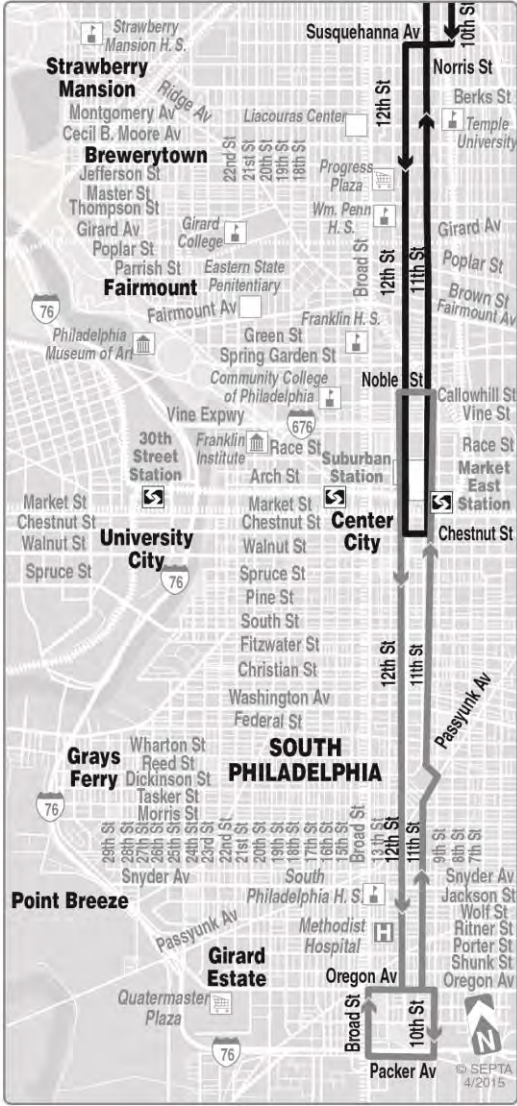 Strawberry
Mansion H. S.
Susquehanna Av
10th St
Strawberry
Mansion
Norris St
Ridge Av
12th St
Berks St
Montgomery Av
Liacouras Center
Temple
University
Cecil B. Moore Av
Brewerytown
22nd St
21st St
20th St
19th St
18th St
Progress
Plaza
Jefferson St
Master St
Thompson St
Wm. Penn
H. S.
Girard
College
Girard Av
Girard Av
Broad St
12th St
11th St
Poplar St
Poplar St
Parrish St
Eastern State
Penitentiary
Fairmount
Brown St
Fairmount Av
76
Fairmount Av
Franklin H. S.
Philadelphia
Museum of Art
Green St
Spring Garden St
Community College
of Philadelphia
Noble St
Callowhill St
Vine St
Vine Expwy
676
30th
Street
Station
Franklin
Institute
Race St
Race St
Suburban
Station
Arch St
Market
East
Station
Market St
Chestnut St
Walnut St
Market St
Chestnut St
Center
City
Chestnut St
University
City
Walnut St
Spruce St
76
Spruce St
Pine St
South St
Fitzwater St
Christian St
12th St
11th St
Washington Av
Federal St
Passyunk Av
Grays
Ferry
Wharton St
Reed St
Dickinson St
Tasker St
Morris St
SOUTH
PHILADELPHIA
76
29th St
28th St
27th St
26th St
25th St
24th St
23rd St
22nd St
21st St
20th St
19th St
18th St
17th St
16th St
15th St
Broad St
13th St
12th St
11th St
9th St
8th St
7th St
Snyder Av
Snyder Av
South
Philadelphia H. S.
Jackson St
Wolf St
Ritner St
Porter St
Shunk St
Oregon Av
Point Breeze
Passyunk Av
Methodist
Hospital
H
Girard
Estate
Oregon Av
Quatermaster
Plaza
Broad St
10th St
N
76
Packer Av
© SEPTA
4/2015